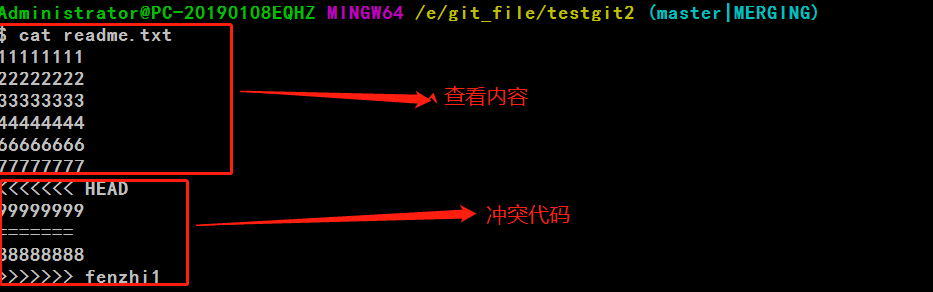 Administrator@PC-20190108EQHZ MINGW64 /e/git_file/testgit2 (master|MERGING)
$ cat readme.txt
11111111
22222222
33333333
44444444
66666666
77777777
查看内容
<<<<<<< HEAD
99999999
=======
88888888
>>>>>>> fenzhi1
冲突代码